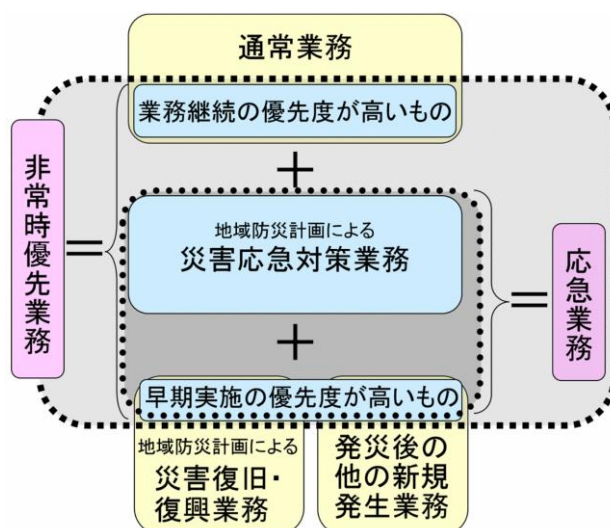 通常業務
業務継続の優先度が高いもの
＋
非常時優先業務
＝
地域防災計画による
災害応急対策業務
＝
応急業務
＋
早期実施の優先度が高いもの
地域防災計画による
災害復旧・
復興業務
発災後の
他の新規
発生業務